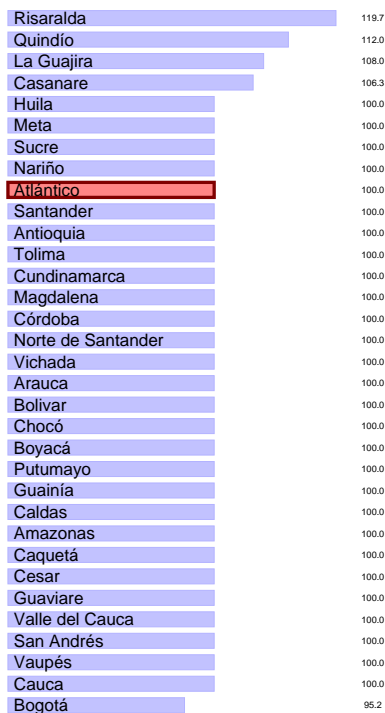 Risaralda 119.7
Quindío 112.0
La Guajira 108.0
Casanare 106.3
Huila 100.0
Meta 100.0
Sucre 100.0
Nariño 100.0
Atlántico 100.0
Santander 100.0
Antioquia 100.0
Tolima 100.0
Cundinamarca 100.0
Magdalena 100.0
Córdoba 100.0
Norte de Santander 100.0
Vichada 100.0
Arauca 100.0
Bolivar 100.0
Chocó 100.0
Boyacá 100.0
Putumayo 100.0
Guainía 100.0
Caldas 100.0
Amazonas 100.0
Caquetá 100.0
Cesar 100.0
Guaviare 100.0
Valle del Cauca 100.0
San Andrés 100.0
Vaupés 100.0
Cauca 100.0
Bogotá 95.2